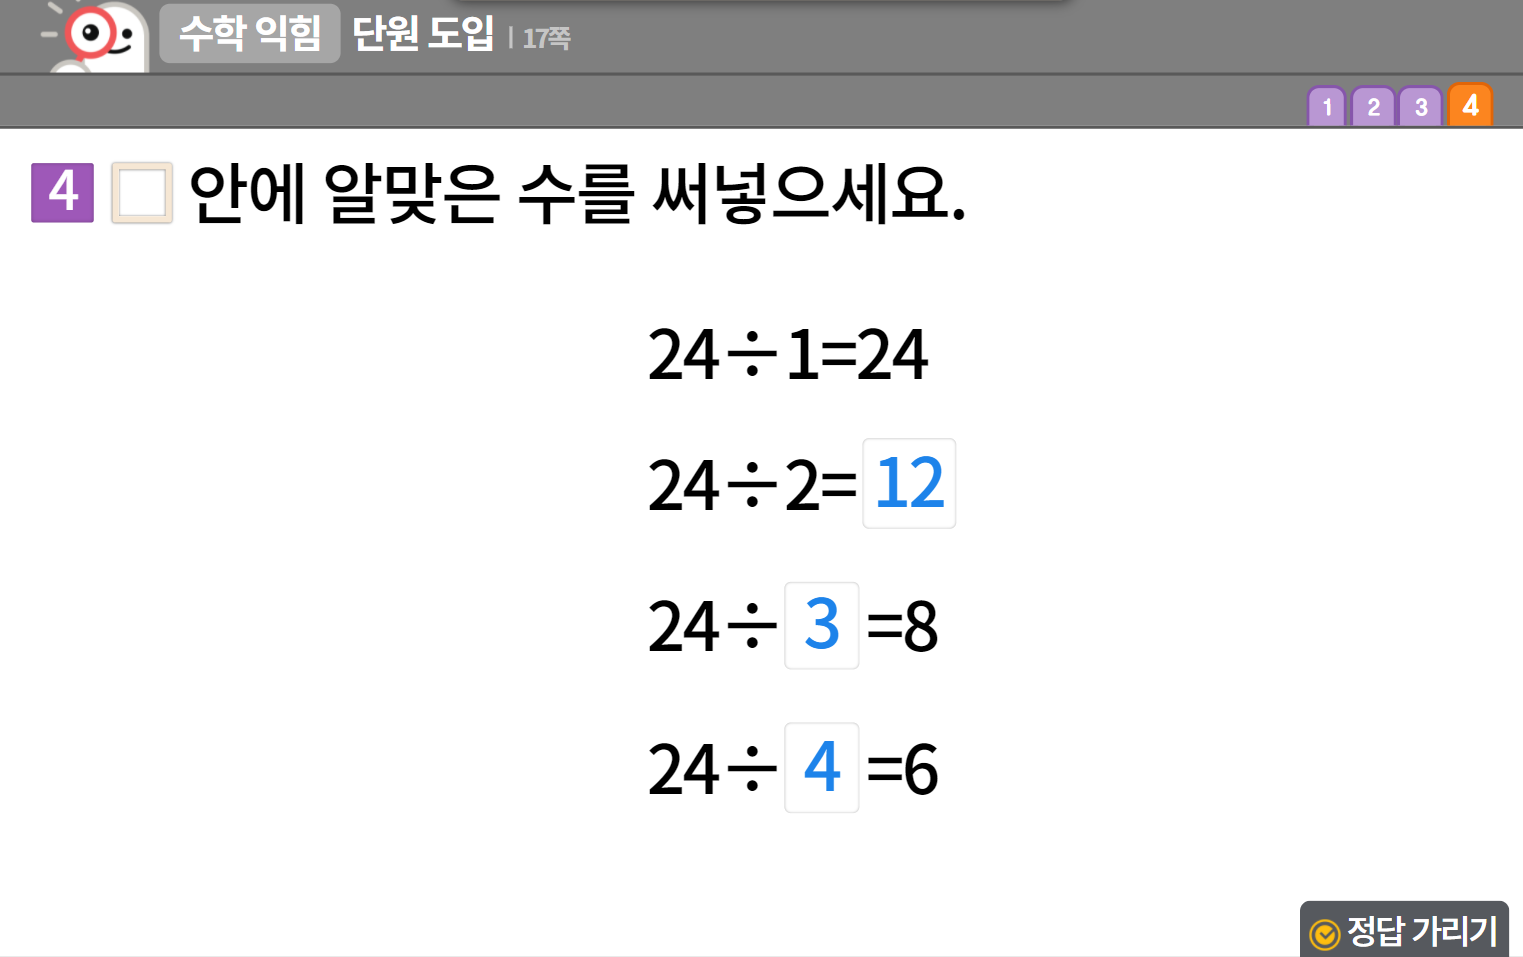 수학 익힘 단원 도입 | 17쪽
1 2 3 4
4 □ 안에 알맞은 수를 써넣으세요.
24÷1=24
24÷2=12
24÷3=8
24÷4=6
정답 가리기